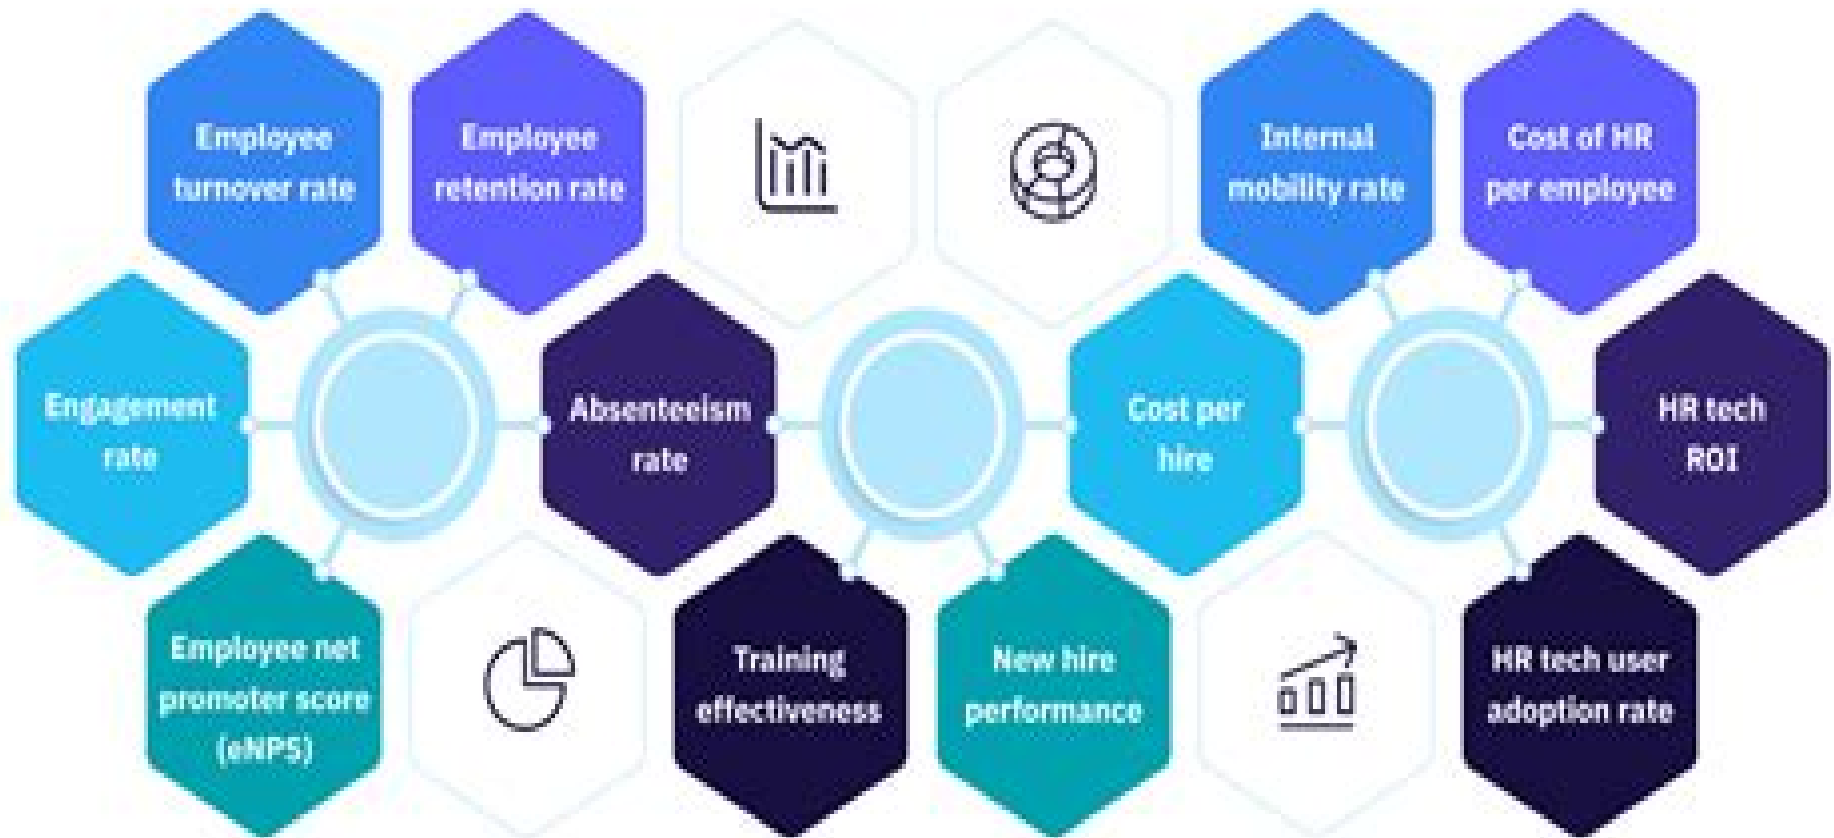 Employee
turnover rate
Employee
retention rate
Internal
mobility rate
Cost of HR
per employee
Engagement
rate
Absenteeism
rate
Cost per
hire
HR tech
ROI
Employee net
promoter score
(eNPS)
Training
effectiveness
New hire
performance
HR tech user
adoption rate